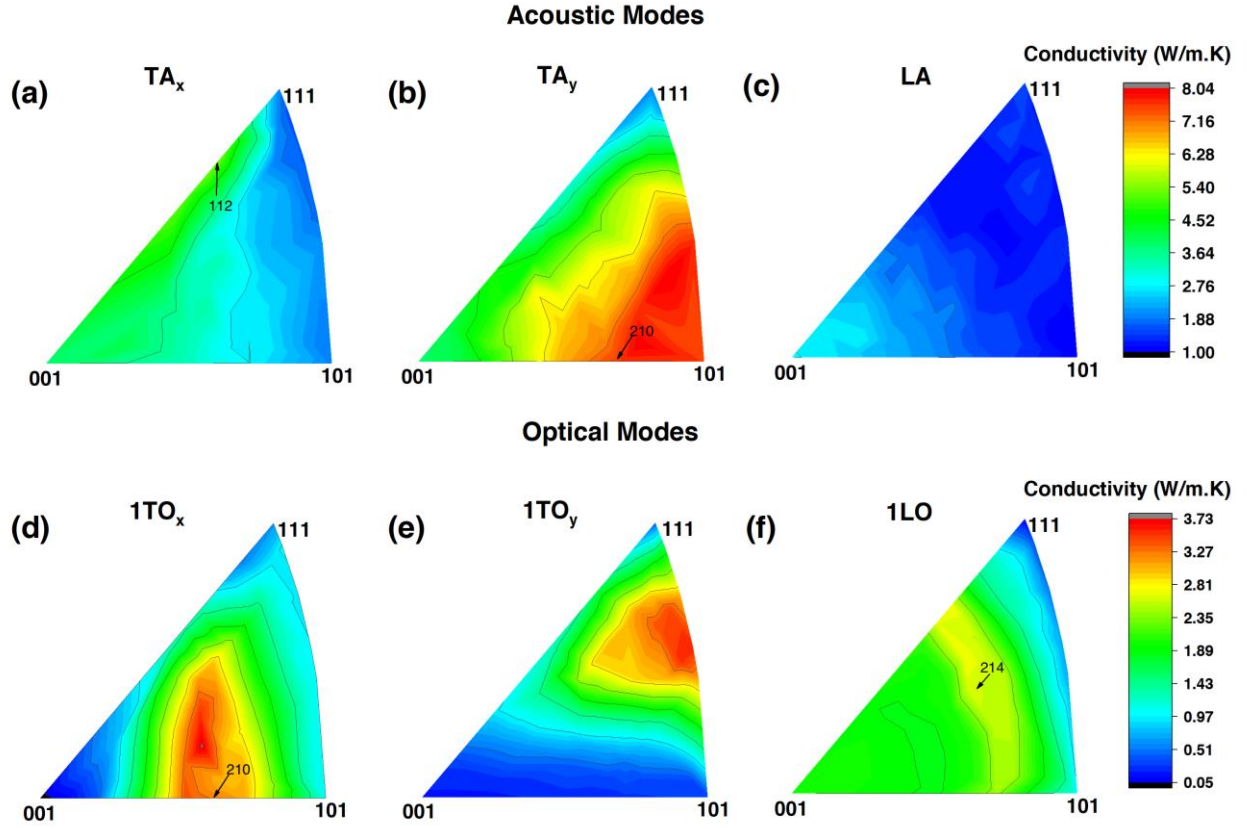 Acoustic Modes
(a)
TAx
111
112
001
101
(b)
TAy
111
210
001
101
(c)
LA
111
001
101
Conductivity (W/m.K)
8.04
7.16
6.28
5.40
4.52
3.64
2.76
1.88
1.00
Optical Modes
(d)
1TOx
111
210
001
101
(e)
1TOy
111
001
101
(f)
1LO
111
214
001
101
Conductivity (W/m.K)
3.73
3.27
2.81
2.35
1.89
1.43
0.97
0.51
0.05